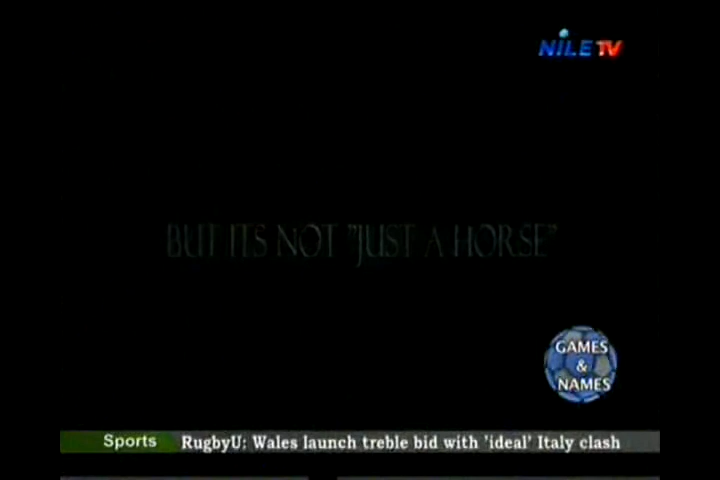 NiLE TV
BUT ITS NOT "JUST A HORSE"
GAMES
&
NAMES
Sports RugbyU: Wales launch treble bid with 'ideal' Italy clash